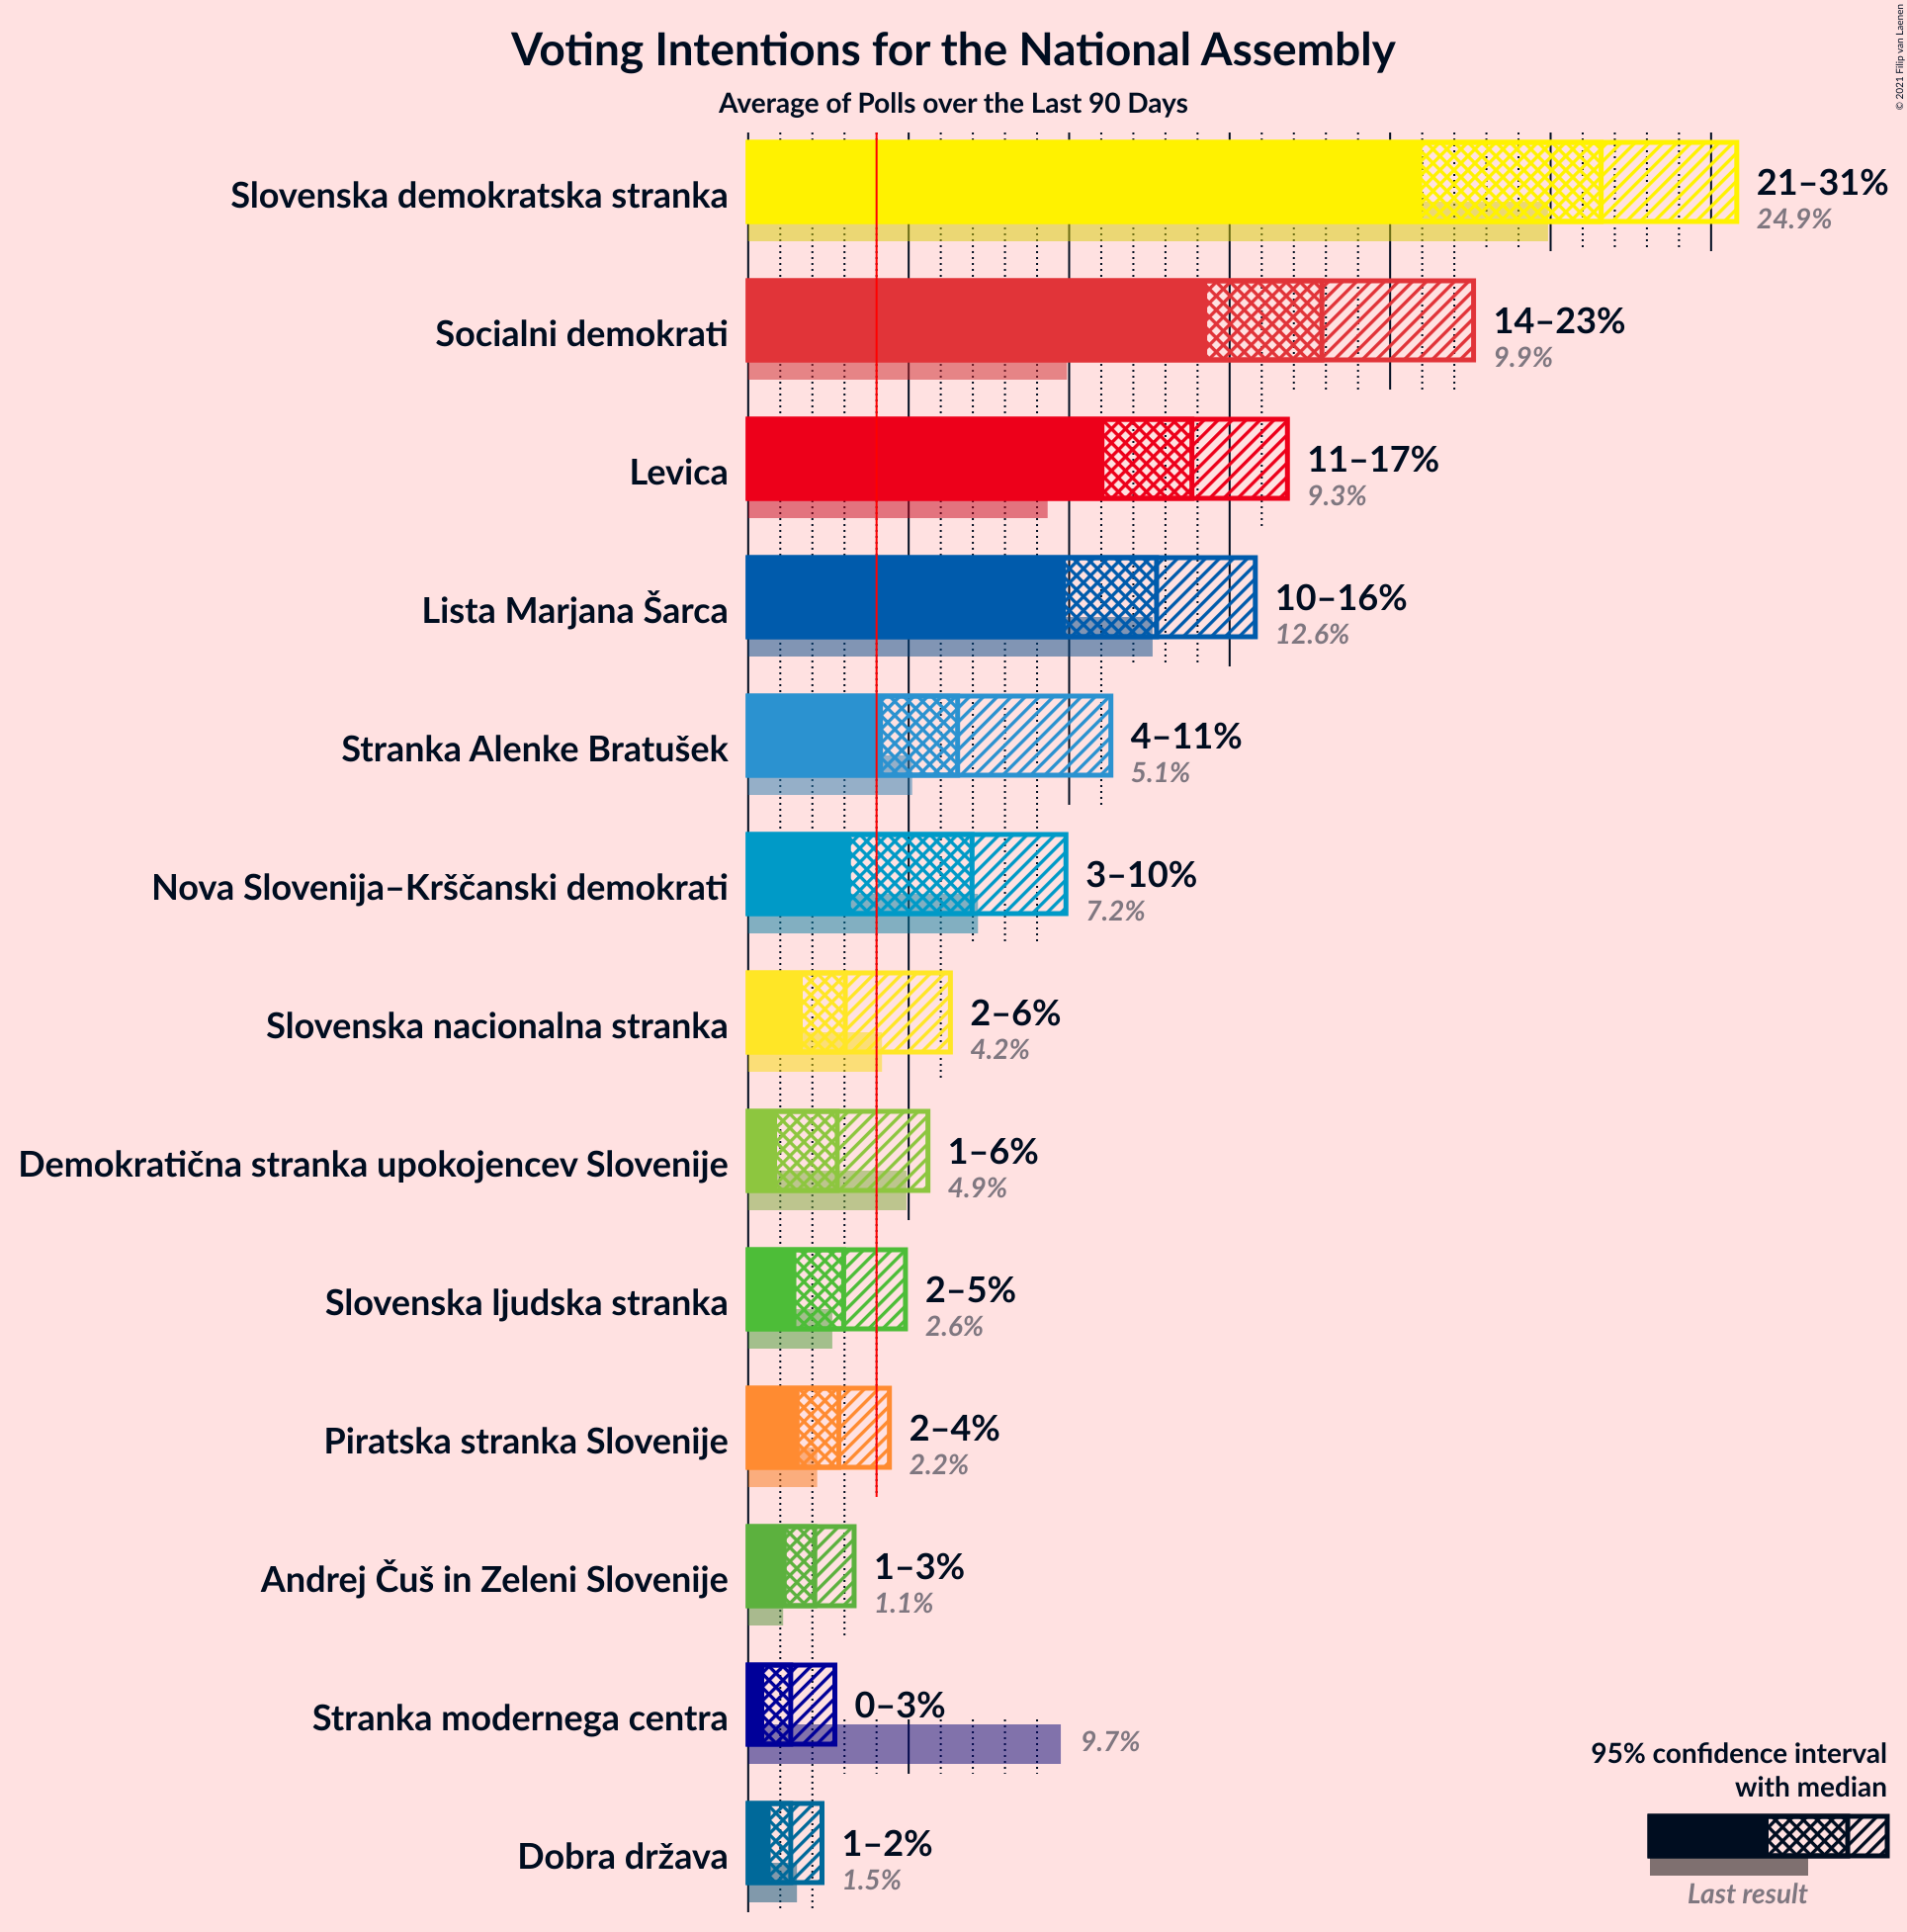 Voting Intentions for the National Assembly
Average of Polls over the Last 90 Days
© 2021 Filip van Laenen
Slovenska demokratska stranka
21–31%
24.9%
Socialni demokrati
14–23%
9.9%
Levica
11–17%
9.3%
Lista Marjana Šarca
10–16%
12.6%
Stranka Alenke Bratušek
4–11%
5.1%
Nova Slovenija–Krščanski demokrati
3–10%
7.2%
Slovenska nacionalna stranka
2–6%
4.2%
Demokratična stranka upokojencev Slovenije
1–6%
4.9%
Slovenska ljudska stranka
2–5%
2.6%
Piratska stranka Slovenije
2–4%
2.2%
Andrej Čuš in Zeleni Slovenije
1–3%
1.1%
Stranka modernega centra
0–3%
9.7%
Dobra država
1–2%
1.5%
95% confidence interval
with median
Last result